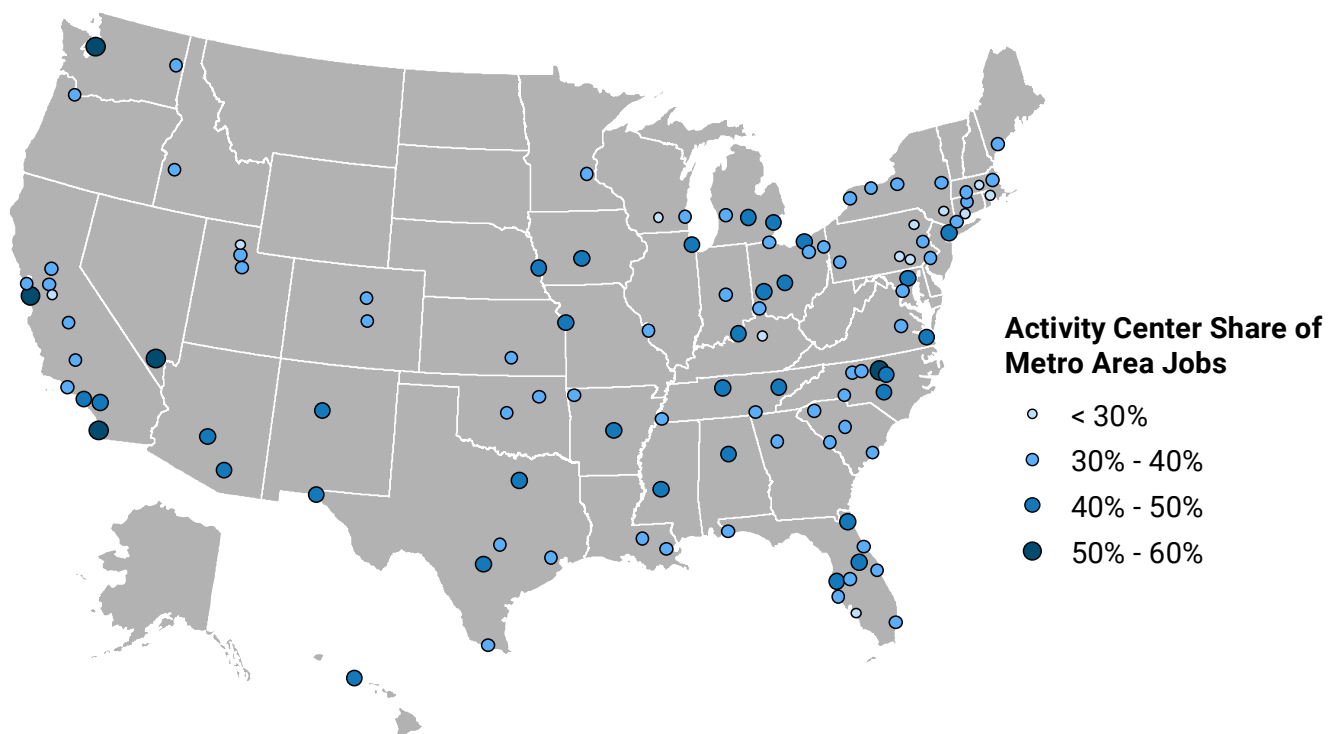 Activity Center Share of
Metro Area Jobs
< 30%
30% - 40%
40% - 50%
50% - 60%